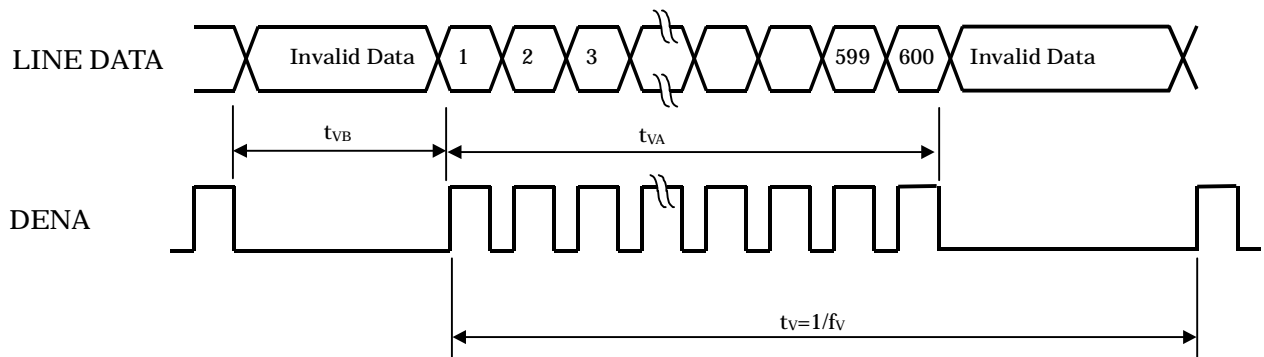 LINE DATA Invalid Data 1 2 3 599 600 Invalid Data
tVB tVA
DENA
tV=1/fV